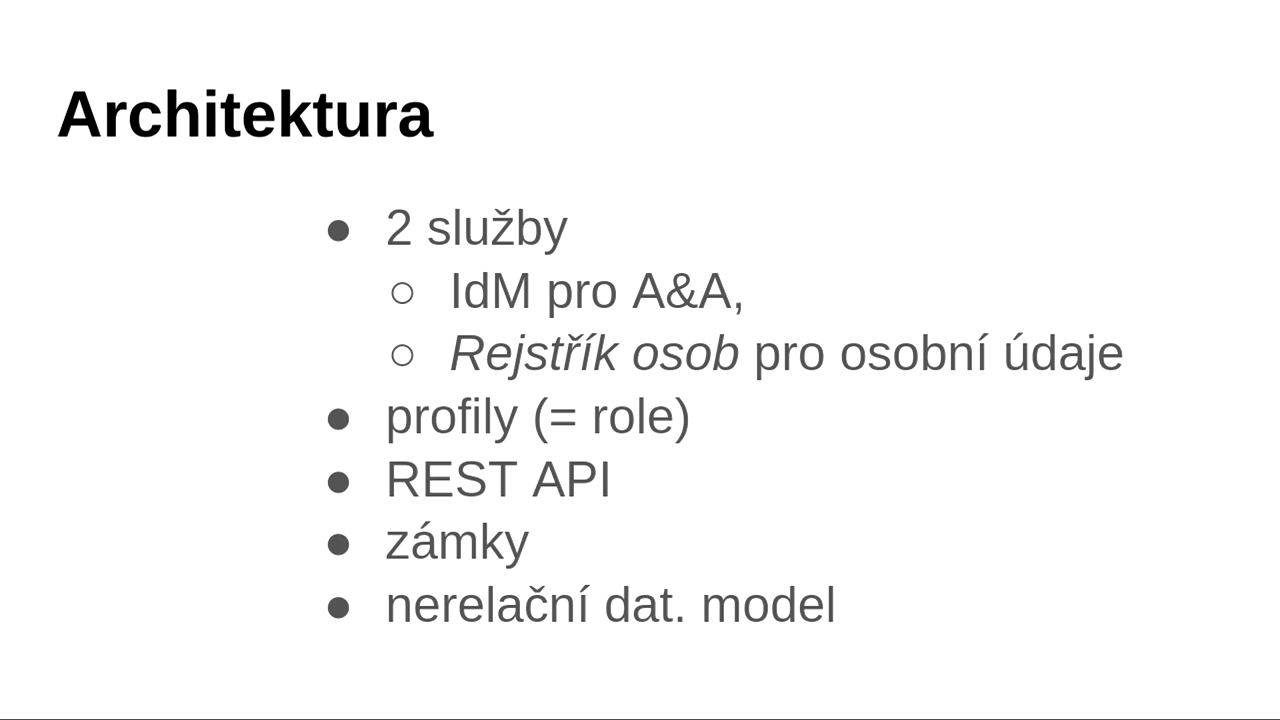 Architektura
● 2 služby
○ IdM pro A&A,
○ Rejstřík osob pro osobní údaje
● profily (= role)
● REST API
● zámky
● nerelační dat. model